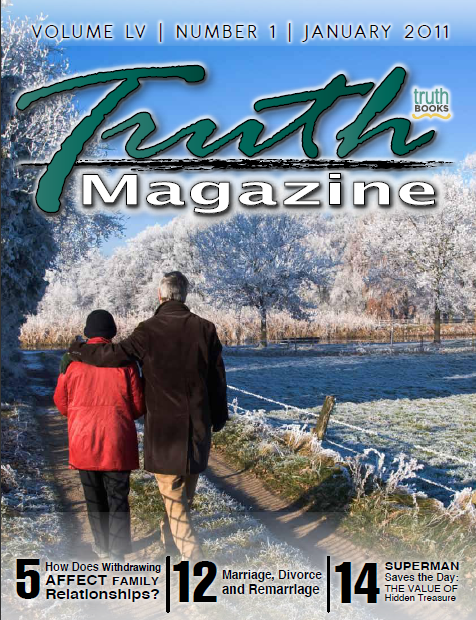 VOLUME LV | NUMBER 1 | JANUARY 2011
Truth
truth
BOOKS
Magazine
5 How Does Withdrawing
AFFECT FAMILY
Relationships?
12 Marriage, Divorce
and Remarriage
14 SUPERMAN
Saves the Day:
THE VALUE OF
Hidden Treasure